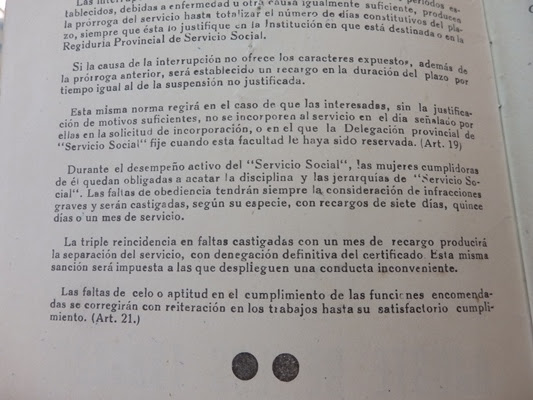 Las interrup
tablecidos, debidas a enfermedad u otra causa igualmente suficiente, producen
la prórroga del servicio hasta totalizar el número de días constitutivos del pla-
zo, siempre que ésta lo justifique en la Institución en que está destinada o en la
Regiduría Provincial de Servicio Social.
Si la causa de la interrupción no ofrece los caracteres expuestos, además de
la prórroga anterior, será establecido un recargo en la duración del plazo por
tiempo igual al de la suspensión no justificada.
Esta misma norma regirá en el caso de que las interesadas, sin la justifica-
ción de motivos suficientes, no se incorporen al servicio en el día señalado por
ellas en la solicitud de incorporación, o en el que la Delegación provincial de
"Servicio Social" fije cuando esta facultad le haya sido reservada. (Art. 19)
Durante el desempeño activo del "Servicio Social", las mujeres cumplidoras
de él quedan obligadas a acatar la disciplina y las jerarquías de "Servicio So-
cial". Las faltas de obediencia tendrán siempre la consideración de infracciones
graves y serán castigadas, según su especie, con recargos de siete días, quince
días o un mes de servicio.
La triple reincidencia en faltas castigadas con un mes de recargo producirá
la separación del servicio, con denegación definitiva del certificado. Esta misma
sanción será impuesta a las que desplieguen una conducta inconveniente.
Las faltas de celo o aptitud en el cumplimiento de las funciones encomenda-
das se corregirán con reiteración en los trabajos hasta su satisfactorio cumpli-
miento. (Art. 21.)